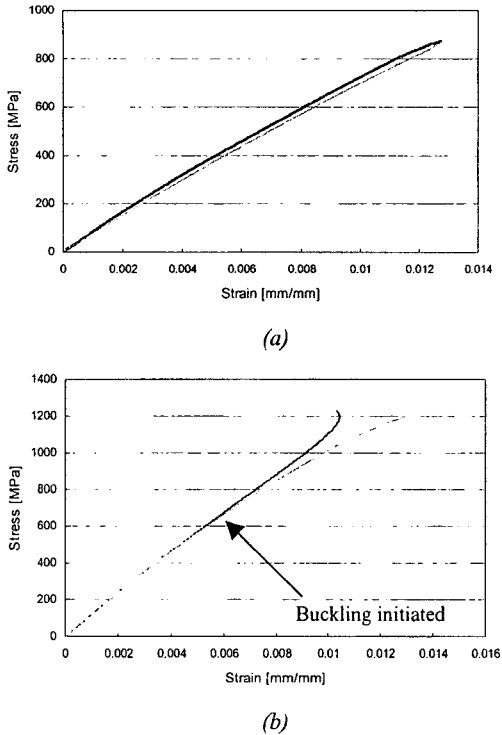 1000
800
600
400
200
0
Stress [MPa]
0 0.002 0.004 0.006 0.008 0.01 0.012 0.014
Strain [mm/mm]
(a)
1400
1200
1000
800
600
400
200
0
Stress [MPa]
Buckling initiated
0 0.002 0.004 0.006 0.008 0.01 0.012 0.014 0.016
Strain [mm/mm]
(b)